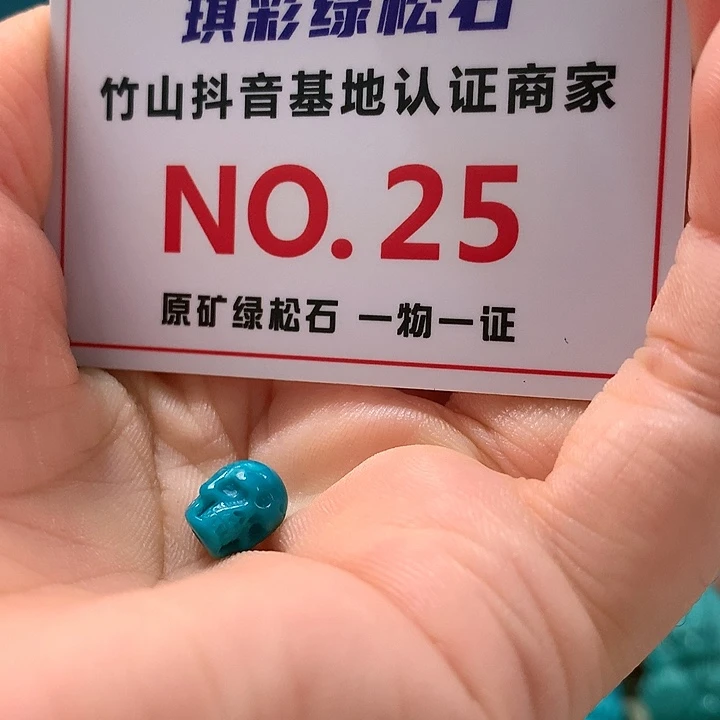 琪彩绿松石
竹山抖音基地认证商家
NO. 25
原矿绿松石 一物一证